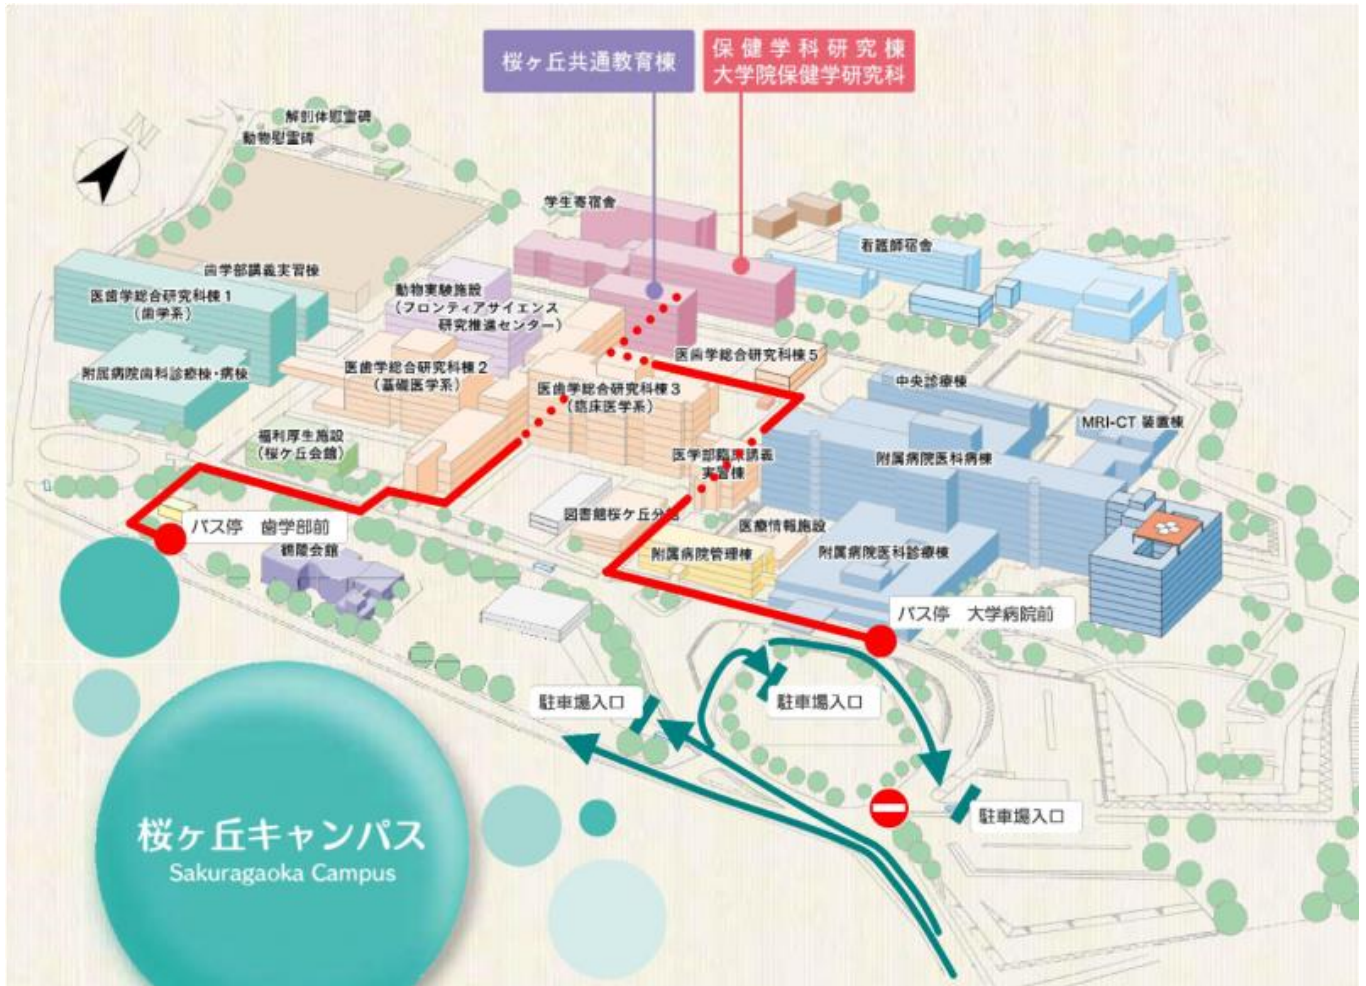 桜ヶ丘共通教育棟
保健学科研究棟
大学院保健学研究科
N
解剖体慰霊碑
動物慰霊碑
学生寄宿舎
看護師宿舎
歯学部講義実習棟
医歯学総合研究科棟1
(歯学系)
動物実験施設
(フロンティアサイエンス
研究推進センター)
医歯学総合研究科棟5
医歯学総合研究科棟2
(基礎医学系)
附属病院歯科診療棟・病棟
医歯学総合研究科棟3
(臨床医学系)
中央診療棟
MRI-CT 装置棟
福利厚生施設
(桜ケ丘会館)
医学部臨床講義
実習棟
附属病院医科病棟
バス停 歯学部前
図書館桜ケ丘分館
医療情報施設
鶴陵会館
附属病院管理棟
附属病院医科診療棟
バス停 大学病院前
駐車場入口
駐車場入口
駐車場入口
桜ヶ丘キャンパス
Sakuragaoka Campus